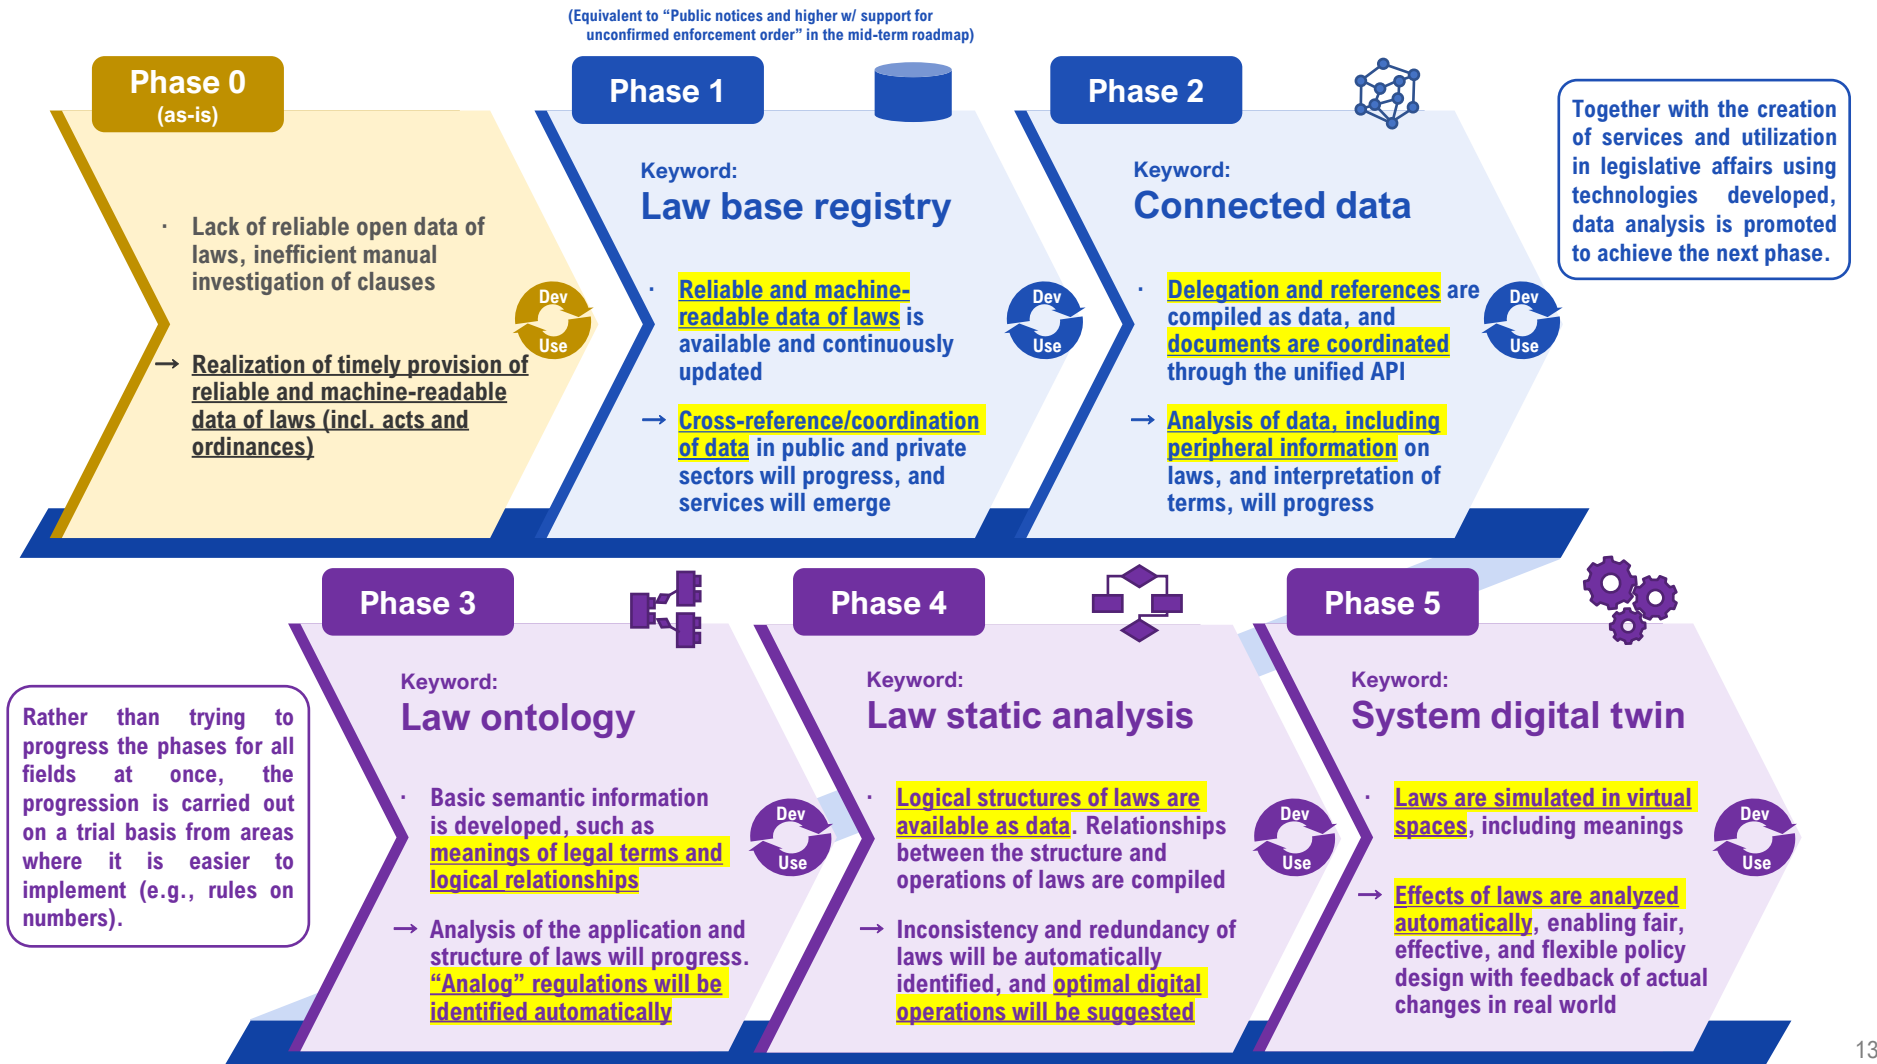 (Equivalent to “Public notices and higher w/ support for
unconfirmed enforcement order” in the mid-term roadmap)
Phase 0
(as-is)
· Lack of reliable open data of
laws, inefficient manual
investigation of clauses
→ Realization of timely provision of
reliable and machine-readable
data of laws (incl. acts and
ordinances)
Dev
Use
Phase 1
Keyword:
Law base registry
· Reliable and machine-
readable data of laws is
available and continuously
updated
→ Cross-reference/coordination
of data in public and private
sectors will progress, and
services will emerge
Dev
Use
Phase 2
Keyword:
Connected data
· Delegation and references are
compiled as data, and
documents are coordinated
through the unified API
→ Analysis of data, including
peripheral information on
laws, and interpretation of
terms, will progress
Dev
Use
Together with the creation
of services and utilization
in legislative affairs using
technologies developed,
data analysis is promoted
to achieve the next phase.
Rather than trying to
progress the phases for all
fields at once, the
progression is carried out
on a trial basis from areas
where it is easier to
implement (e.g., rules on
numbers).
Phase 3
Keyword:
Law ontology
· Basic semantic information
is developed, such as
meanings of legal terms and
logical relationships
→ Analysis of the application and
structure of laws will progress.
“Analog” regulations will be
identified automatically
Dev
Use
Phase 4
Keyword:
Law static analysis
· Logical structures of laws are
available as data. Relationships
between the structure and
operations of laws are compiled
→ Inconsistency and redundancy of
laws will be automatically
identified, and optimal digital
operations will be suggested
Dev
Use
Phase 5
Keyword:
System digital twin
· Laws are simulated in virtual
spaces, including meanings
→ Effects of laws are analyzed
automatically, enabling fair,
effective, and flexible policy
design with feedback of actual
changes in real world
Dev
Use
13